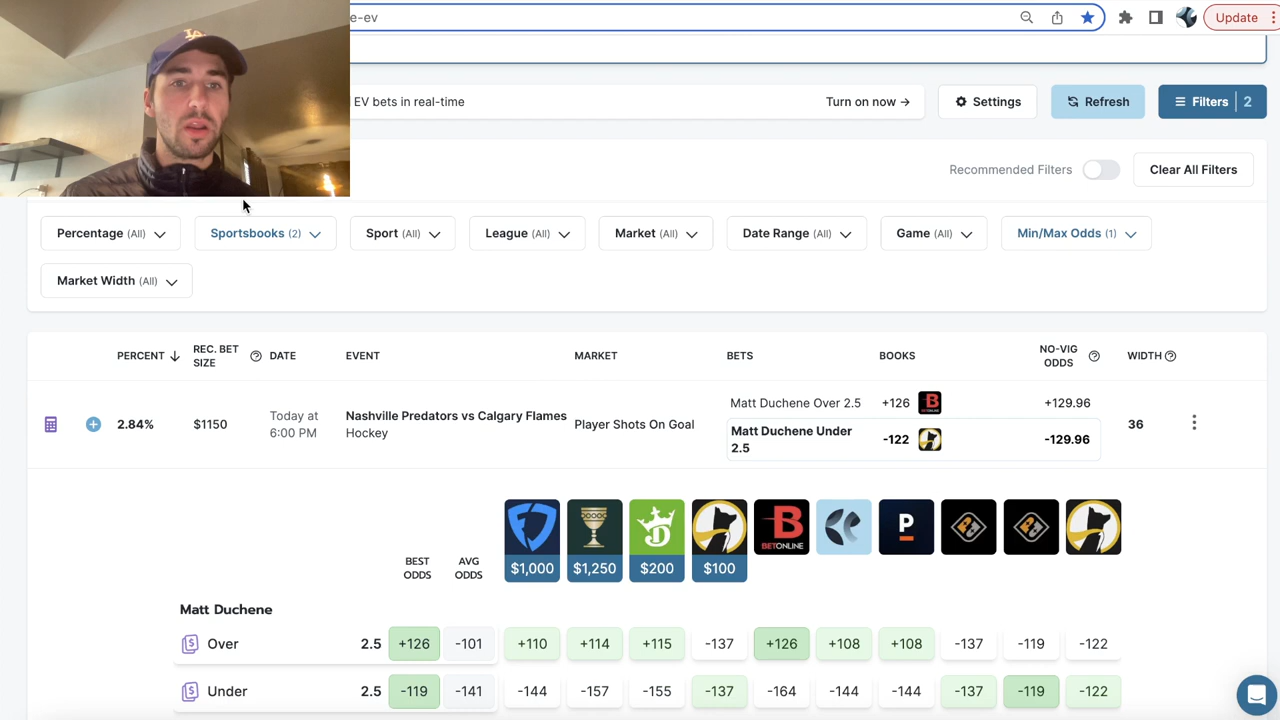 e-ev
Update
EV bets in real-time
Turn on now →
Settings
Refresh
Filters | 2
LA
Recommended Filters
Clear All Filters
Percentage (All)
Sportsbooks (2)
Sport (All)
League (All)
Market (All)
Date Range (All)
Game (All)
Min/Max Odds (1)
Market Width (All)
PERCENT ↓
REC. BET
SIZE
DATE
EVENT
MARKET
BETS
BOOKS
NO-VIG
ODDS
WIDTH
2.84%
$1150
Today at
6:00 PM
Nashville Predators vs Calgary Flames
Hockey
Player Shots On Goal
Matt Duchene Over 2.5
+126
B
+129.96
Matt Duchene Under
2.5
-122
-129.96
36
BEST
ODDS
AVG
ODDS
$1,000
$1,250
$200
$100
BETONLINE
P
Matt Duchene
Over 2.5 +126 -101 +110 +114 +115 -137 +126 +108 +108 -137 -119 -122
Under 2.5 -119 -141 -144 -157 -155 -137 -164 -144 -144 -137 -119 -122